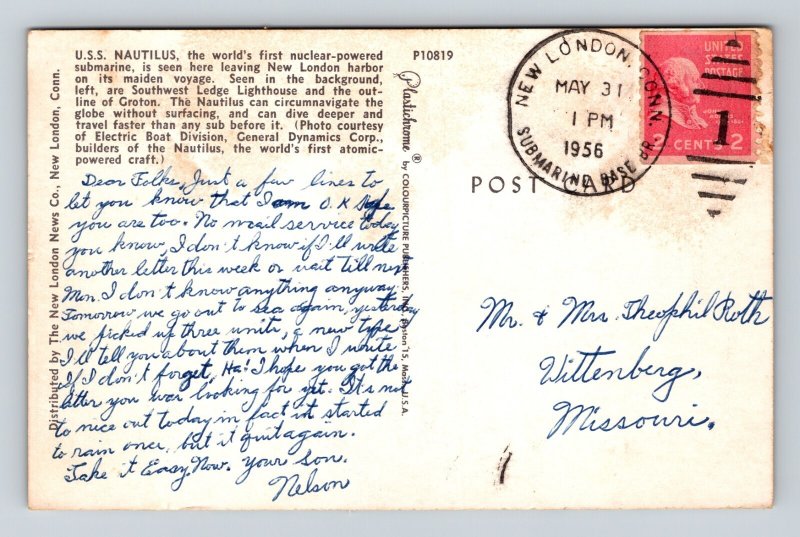 U.S.S. NAUTILUS, the world's first nuclear-powered
submarine, is seen here leaving New London harbor
on its maiden voyage. Seen in the background,
left, are Southwest Ledge Lighthouse and the out-
line of Groton. The Nautilus can circumnavigate the
globe without surfacing, and can dive deeper and
travel faster than any sub before it. (Photo courtesy
of Electric Boat Division, General Dynamics Corp.,
builders of the Nautilus, the world's first atomic-
powered craft.)
Distributed by The New London News Co., New London, Conn.
Dear Folks, Just a few lines to
let you know that I am O.K Hope
you are too. No mail service today
you know, I don't know if I'll write
another letter this week or wait till
Mon. I don't know anything anyway.
Tomorrow we go out to sea again, yesterday
we picked up three units, a new type
I'll tell you about them when I write
If I don't forget, Ha! I hope you got the
letter you was looking for yet. It's not
to nice out today in fact it started
to rain once, but it quit again.
Take it Easy Now. Your son.
Nelson
P10819
Plastichrome ® by COLOURPICTURE PUBLISHERS, INC., Boston 15, Mass., U.S.A.
POST CARD
NEW LONDON, CONN.
MAY 31
1 PM
1956
SUBMARINE BASE BR.
UNITED
STATES
POSTAGE
2 CENTS 2
1
Mr. & Mrs. Theophil Roth
Wittenberg,
Missouri.